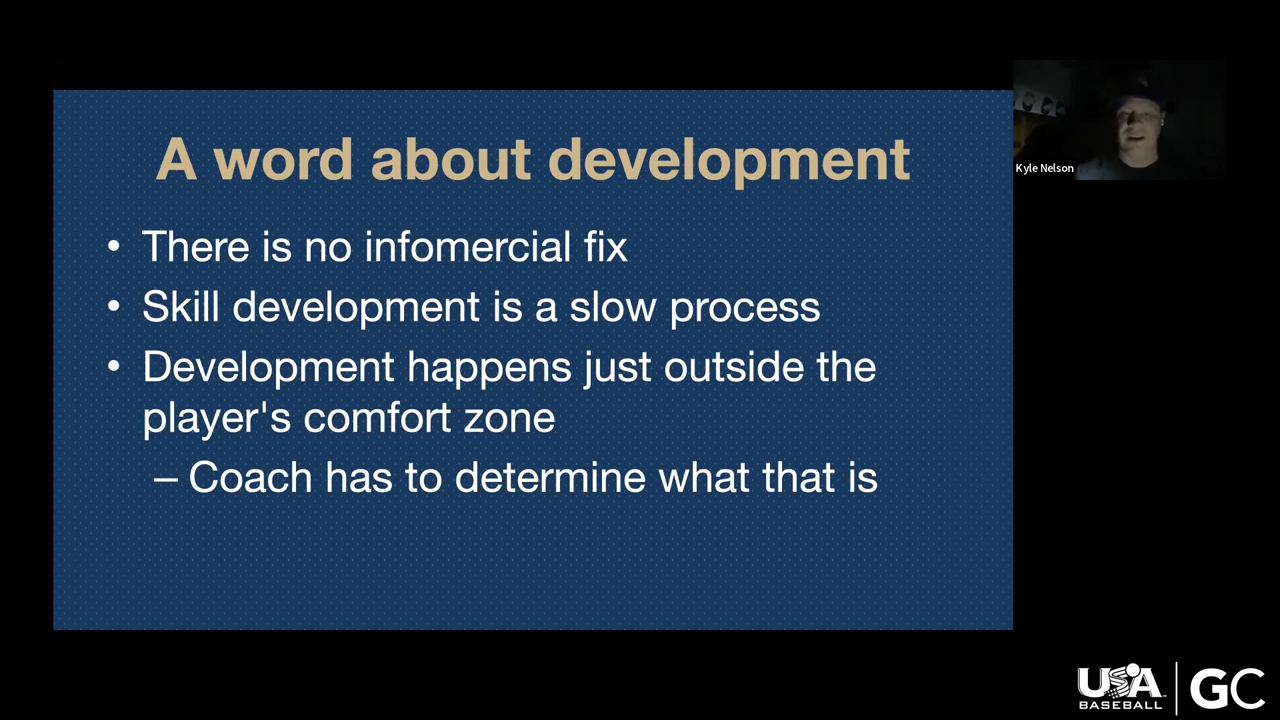 A word about development
• There is no infomercial fix
• Skill development is a slow process
• Development happens just outside the
player's comfort zone
– Coach has to determine what that is
Kyle Nelson
USA
BASEBALL
GC